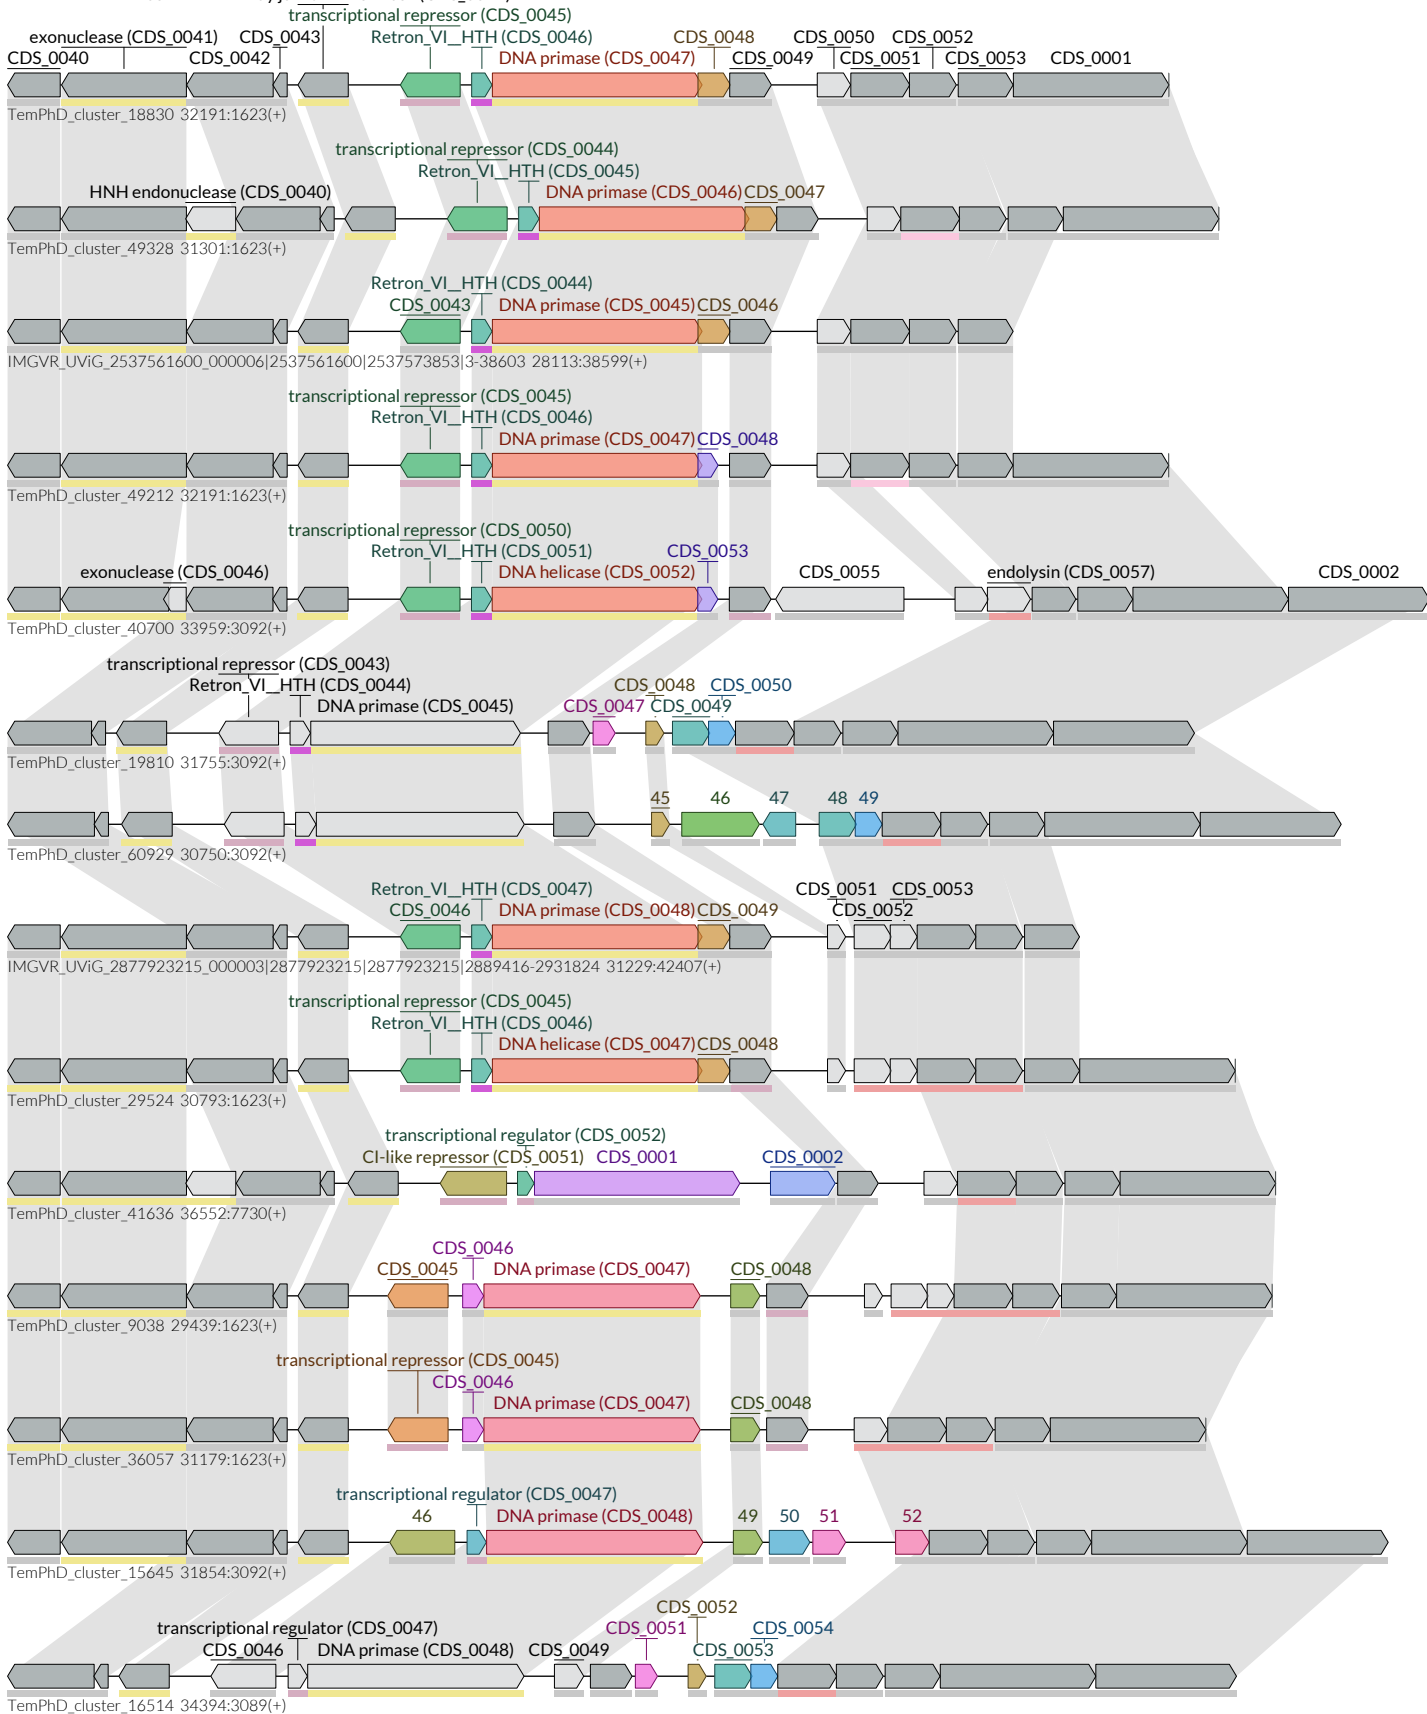 transcriptional repressor (CDS_0045)
exonuclease (CDS_0041) CDS_0043 Retron_VI__HTH (CDS_0046) CDS_0048 CDS_0050 CDS_0052
CDS_0040 CDS_0042 DNA primase (CDS_0047) CDS_0049 CDS_0051 CDS_0053 CDS_0001
TemPhD_cluster_18830 32191:1623(+)
transcriptional repressor (CDS_0044)
Retron_VI__HTH (CDS_0045)
HNH endonuclease (CDS_0040) DNA primase (CDS_0046) CDS_0047
TemPhD_cluster_49328 31301:1623(+)
Retron_VI__HTH (CDS_0044)
CDS_0043 DNA primase (CDS_0045) CDS_0046
IMGVR_UViG_2537561600_000006|2537561600|2537573853|3-38603 28113:38599(+)
transcriptional repressor (CDS_0045)
Retron_VI__HTH (CDS_0046)
DNA primase (CDS_0047) CDS_0048
TemPhD_cluster_49212 32191:1623(+)
transcriptional repressor (CDS_0050)
Retron_VI__HTH (CDS_0051) CDS_0053
exonuclease (CDS_0046) DNA helicase (CDS_0052) CDS_0055 endolysin (CDS_0057) CDS_0002
TemPhD_cluster_40700 33959:3092(+)
transcriptional repressor (CDS_0043)
Retron_VI__HTH (CDS_0044) CDS_0048 CDS_0050
DNA primase (CDS_0045) CDS_0047 CDS_0049
TemPhD_cluster_19810 31755:3092(+)
45 46 47 48 49
TemPhD_cluster_60929 30750:3092(+)
Retron_VI__HTH (CDS_0047) CDS_0051 CDS_0053
CDS_0046 DNA primase (CDS_0048) CDS_0049 CDS_0052
IMGVR_UViG_2877923215_000003|2877923215|2877923215|2889416-2931824 31229:42407(+)
transcriptional repressor (CDS_0045)
Retron_VI__HTH (CDS_0046)
DNA helicase (CDS_0047) CDS_0048
TemPhD_cluster_29524 30793:1623(+)
transcriptional regulator (CDS_0052)
CI-like repressor (CDS_0051) CDS_0001 CDS_0002
TemPhD_cluster_41636 36552:7730(+)
CDS_0046
CDS_0045 DNA primase (CDS_0047) CDS_0048
TemPhD_cluster_9038 29439:1623(+)
transcriptional repressor (CDS_0045)
CDS_0046
DNA primase (CDS_0047) CDS_0048
TemPhD_cluster_36057 31179:1623(+)
transcriptional regulator (CDS_0047)
46 DNA primase (CDS_0048) 49 50 51 52
TemPhD_cluster_15645 31854:3092(+)
CDS_0052
transcriptional regulator (CDS_0047) CDS_0051 CDS_0054
CDS_0046 DNA primase (CDS_0048) CDS_0049 CDS_0053
TemPhD_cluster_16514 34394:3089(+)